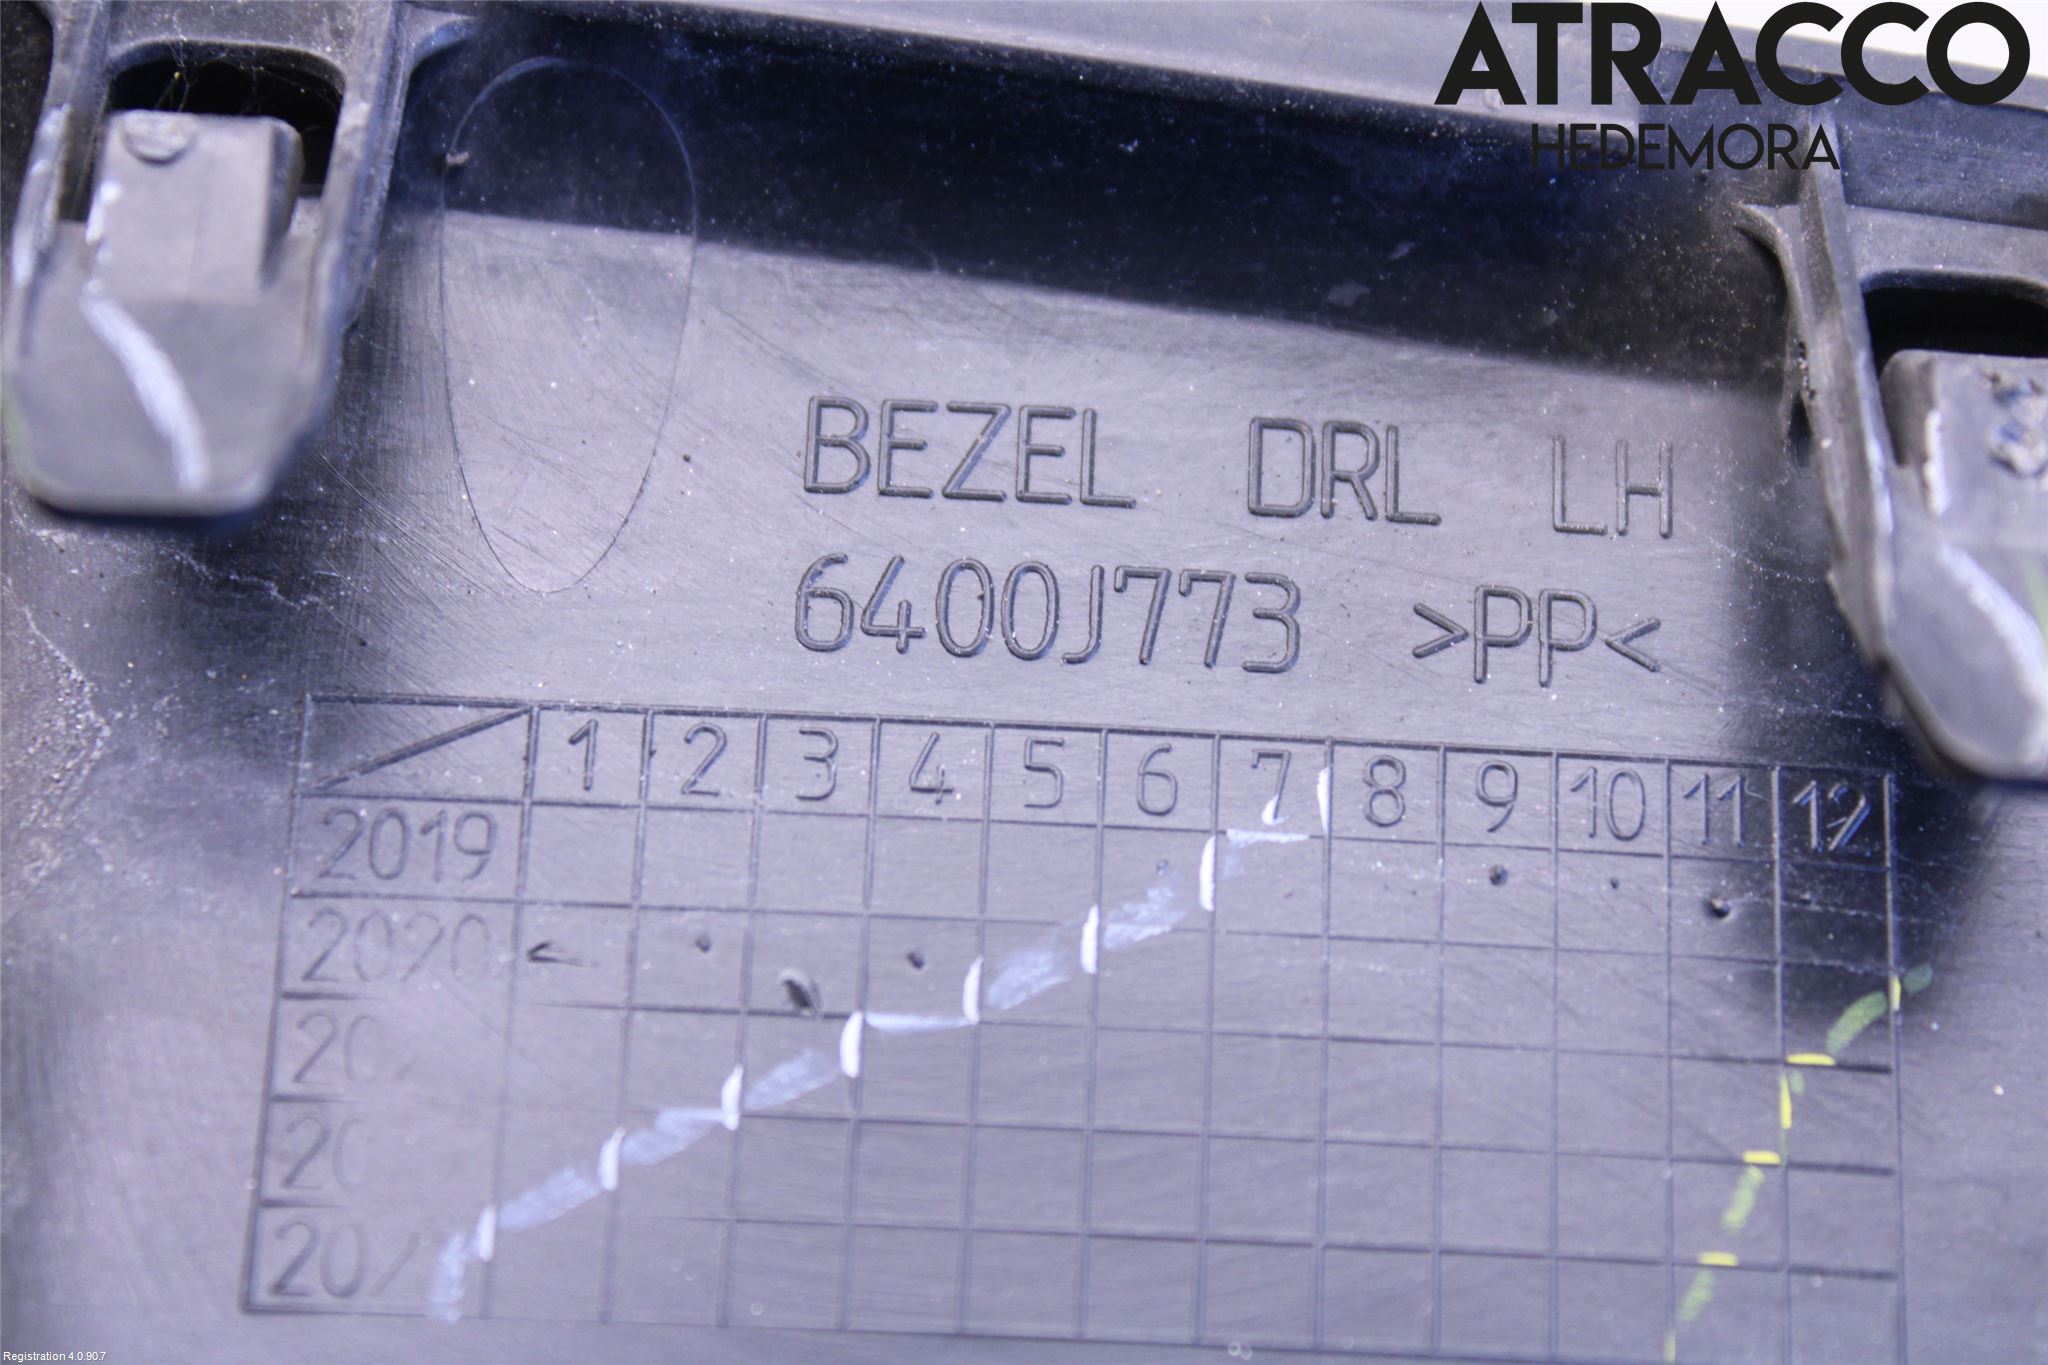 ATRACCO
HEDEMORA
BEZEL DRL LH
6400J773 >PP<
1 2 3 4 5 6 7 8 9 10 11 12
2019
2020
Registration 4.0.90.7